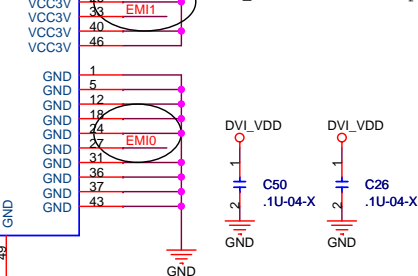 VCC3V
VCC3V 33 EMI1
VCC3V 40
VCC3V 46
GND 1
GND 5
GND 12
GND 18
GND 24
GND 27 EMI0
GND 31
GND 36
GND 37
GND 43
GND
49
GND
DVI_VDD
1
C50
.1U-04-X
2
GND
DVI_VDD
1
C26
.1U-04-X
2
GND